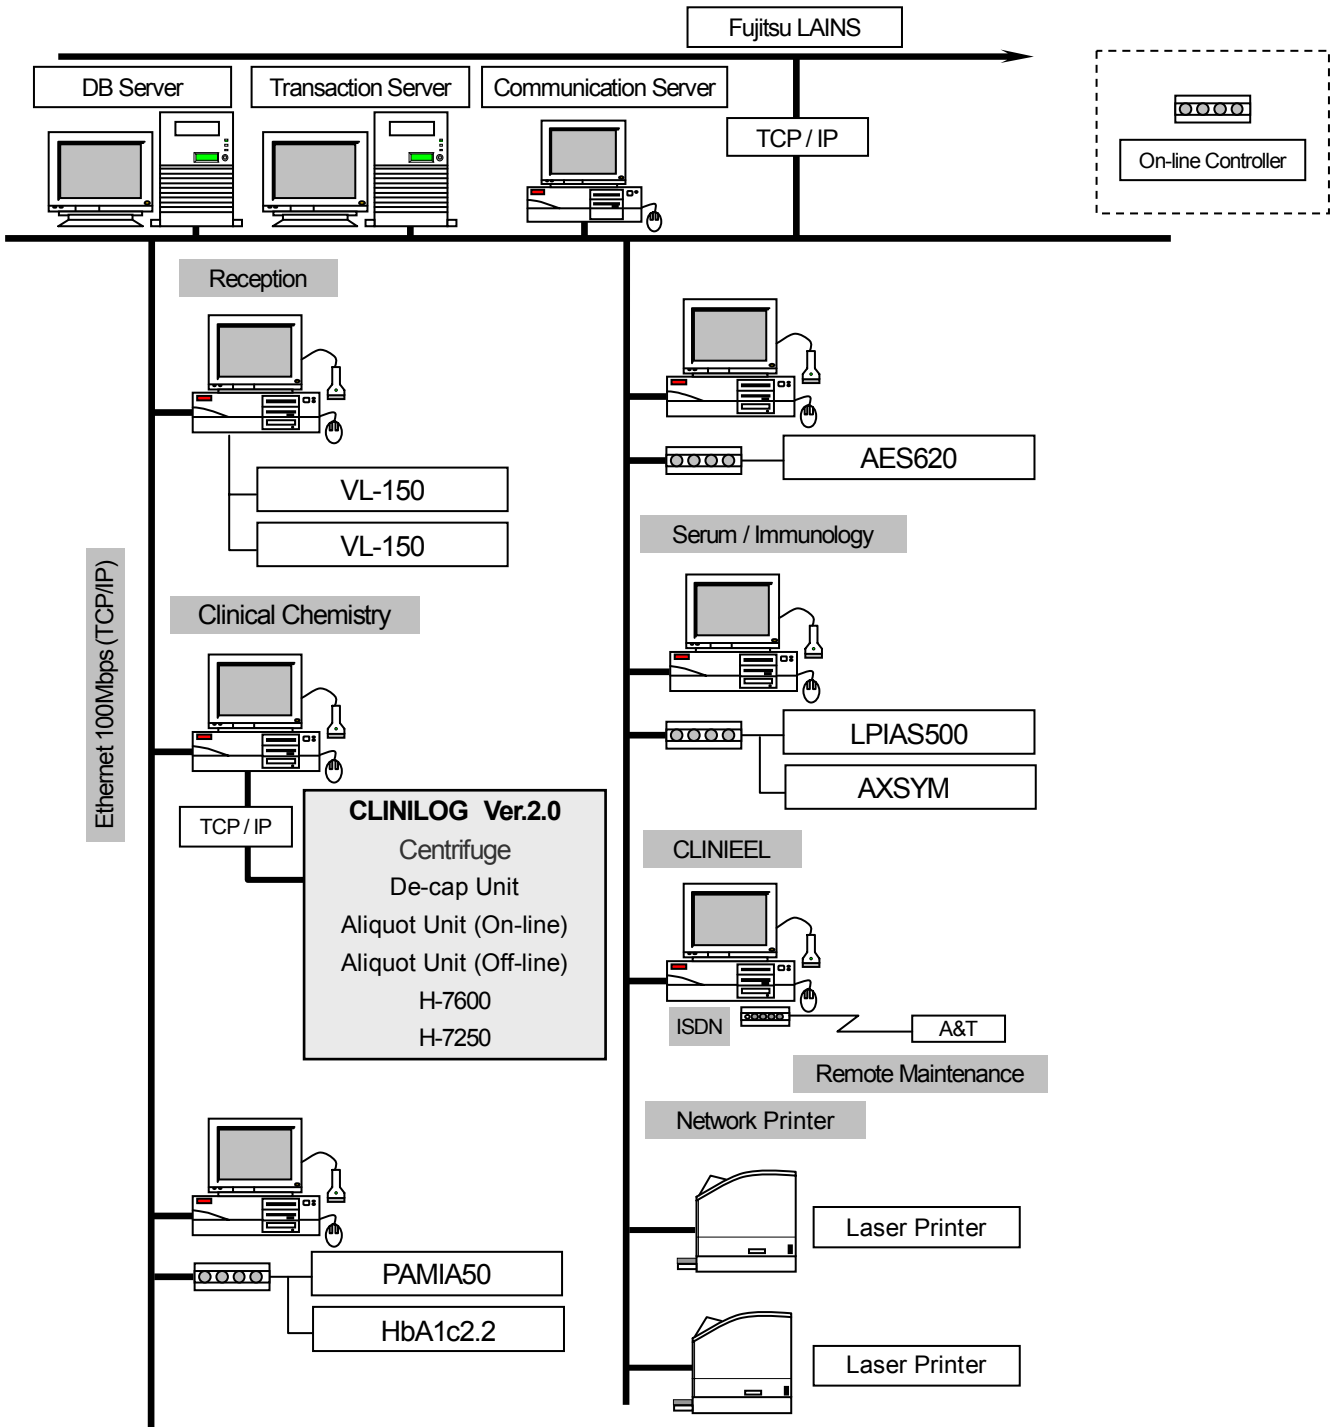 Fujitsu LAINS
DB Server
Transaction Server
Communication Server
TCP / IP
On-line Controller
Reception
VL-150
VL-150
Ethernet 100Mbps (TCP/IP)
Clinical Chemistry
TCP / IP
CLINILOG Ver.2.0
Centrifuge
De-cap Unit
Aliquot Unit (On-line)
Aliquot Unit (Off-line)
H-7600
H-7250
PAMIA50
HbA1c2.2
AES620
Serum / Immunology
LPIAS500
AXSYM
CLINIEEL
ISDN
A&T
Remote Maintenance
Network Printer
Laser Printer
Laser Printer